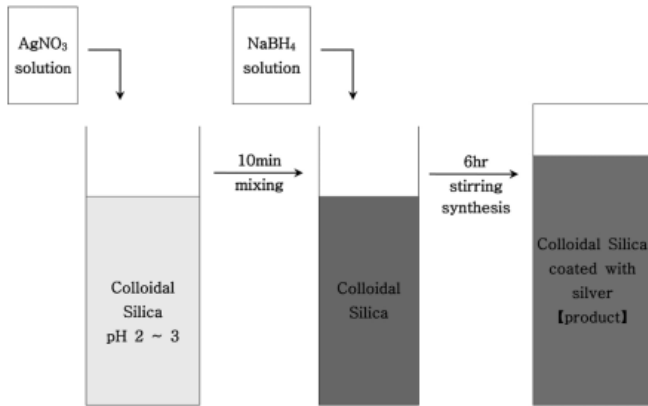 AgNO₃
solution
NaBH₄
solution
10min
mixing
6hr
stirring
synthesis
Colloidal
Silica
pH 2 ~ 3
Colloidal
Silica
Colloidal Silica
coated with
silver
【product】